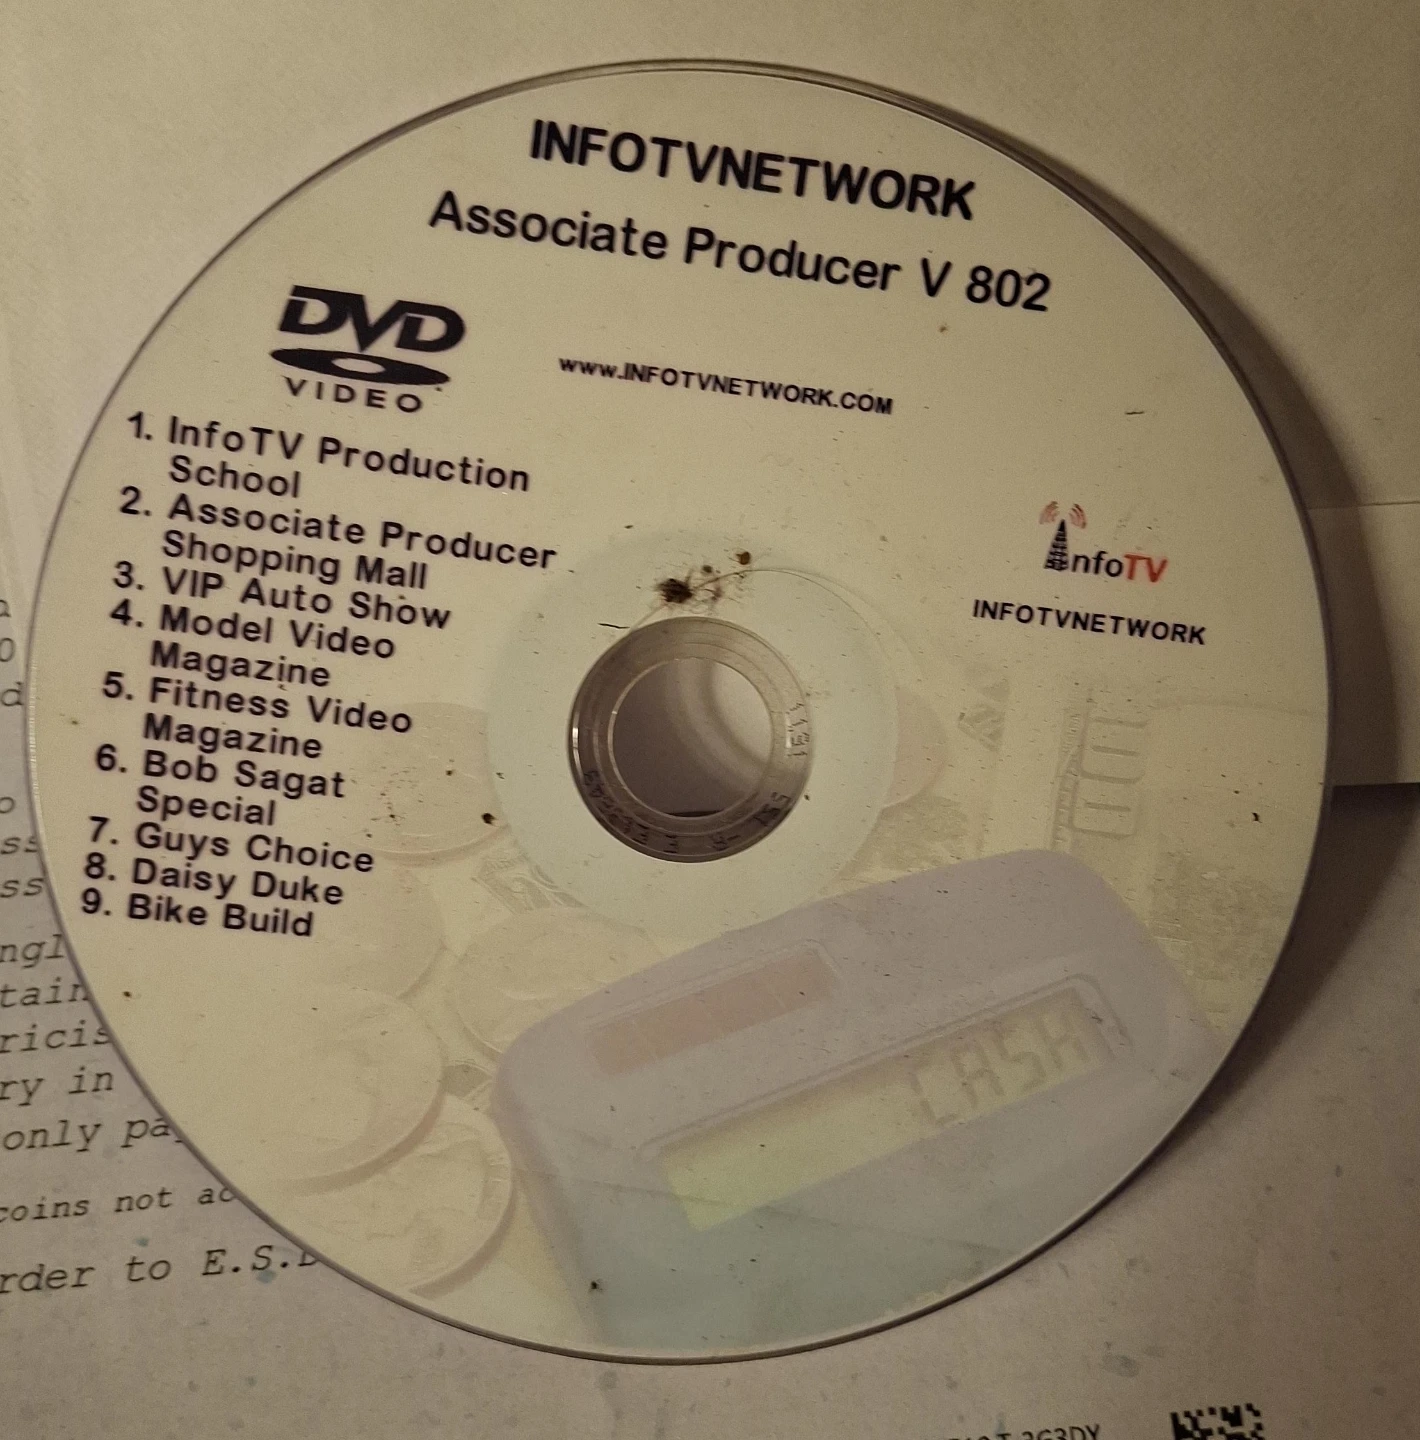 INFOTVNETWORK
Associate Producer V 802
DVD
VIDEO
www.INFOTVNETWORK.COM
1. InfoTV Production
School
2. Associate Producer
Shopping Mall
3. VIP Auto Show
4. Model Video
Magazine
5. Fitness Video
Magazine
6. Bob Sagat
Special
7. Guys Choice
8. Daisy Duke
9. Bike Build
InfoTV
INFOTVNETWORK
CASH
ry in
only
coins not
rder to E.S.